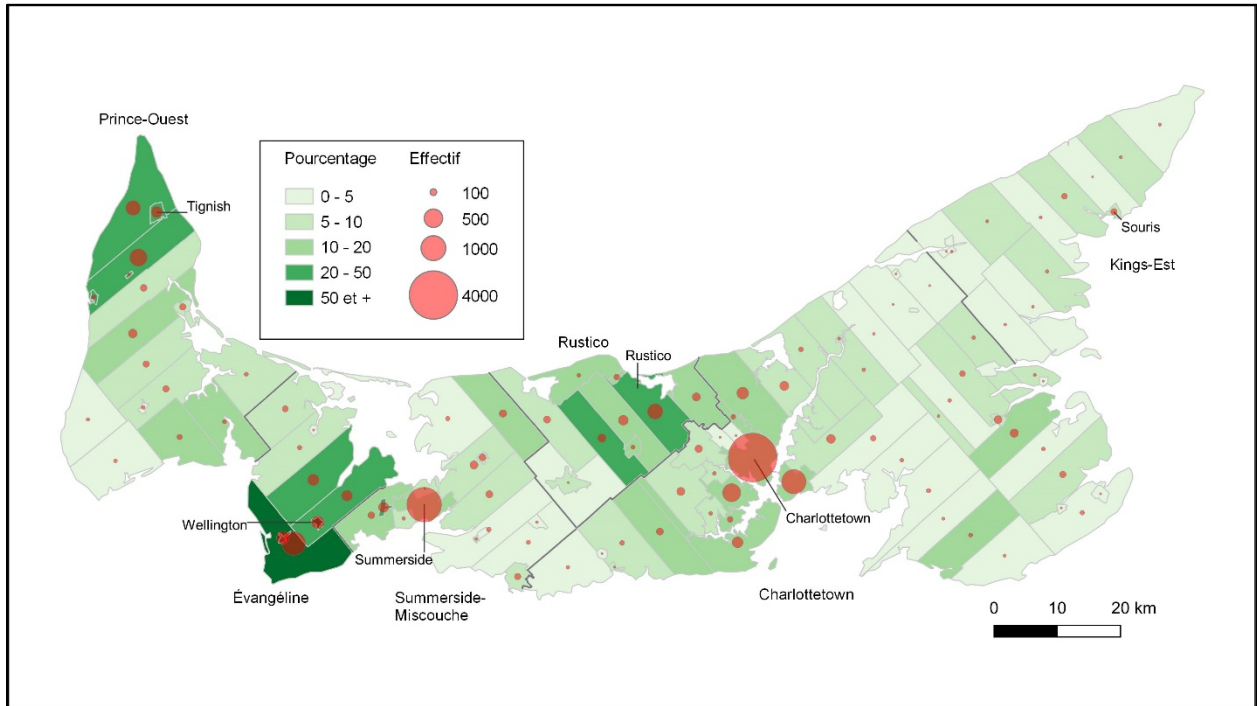 Prince-Ouest
Tignish
Pourcentage
Effectif
0 - 5
5 - 10
10 - 20
20 - 50
50 et +
100
500
1000
4000
Souris
Kings-Est
Rustico
Rustico
Wellington
Summerside
Charlottetown
Évangéline
Summerside-
Miscouche
Charlottetown
0 10 20 km